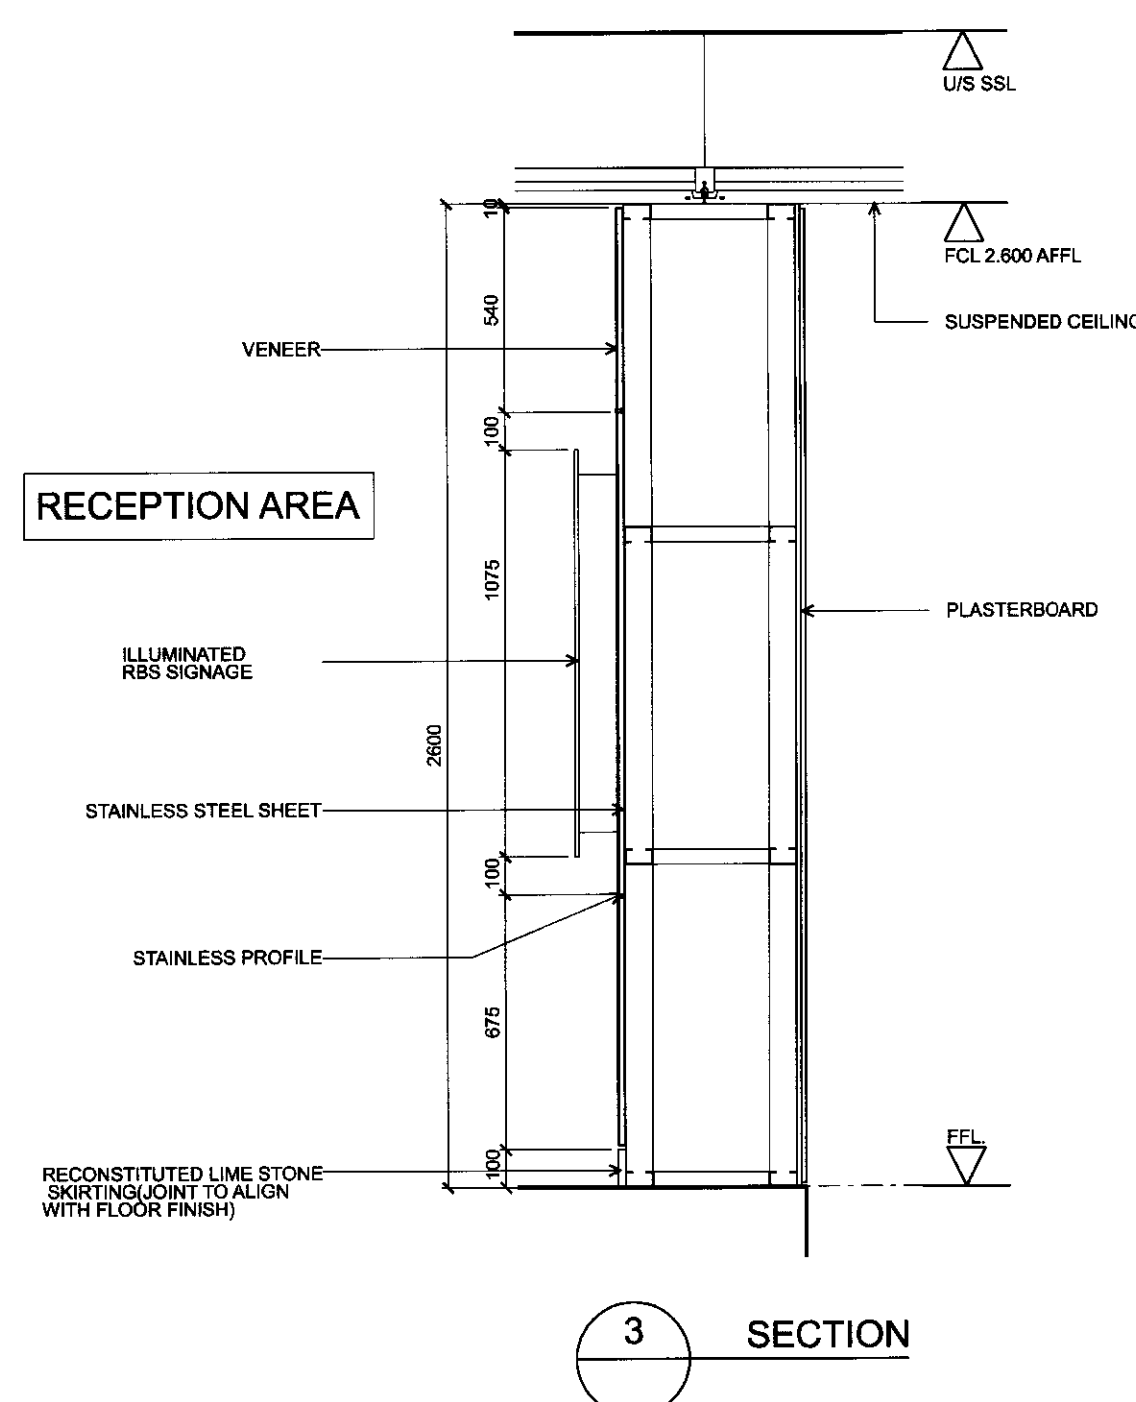 U/S SSL
10
FCL 2.600 AFFL
540
SUSPENDED CEILING
VENEER
100
RECEPTION AREA
1075
PLASTERBOARD
ILLUMINATED
RBS SIGNAGE
2600
STAINLESS STEEL SHEET
100
STAINLESS PROFILE
675
FFL.
100
RECONSTITUTED LIME STONE
SKIRTING(JOINT TO ALIGN
WITH FLOOR FINISH)
3
SECTION